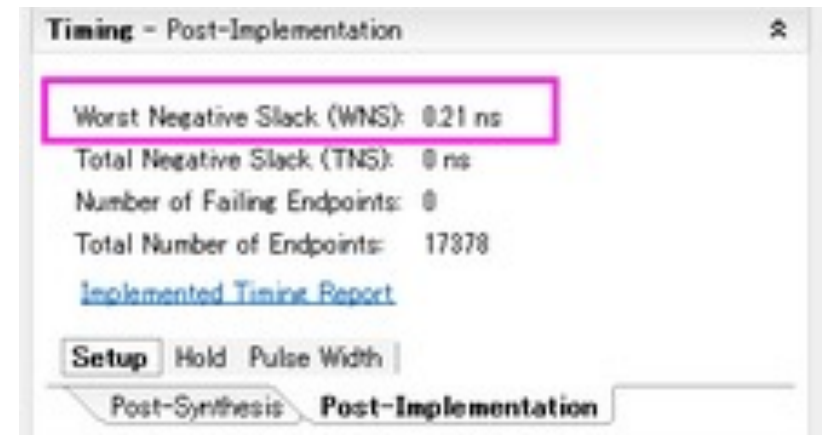 Timing - Post-Implementation
Worst Negative Slack (WNS): 0.21 ns
Total Negative Slack (TNS): 0 ns
Number of Failing Endpoints: 0
Total Number of Endpoints: 17378
Implemented Timing Report
Setup Hold Pulse Width
Post-Synthesis Post-Implementation